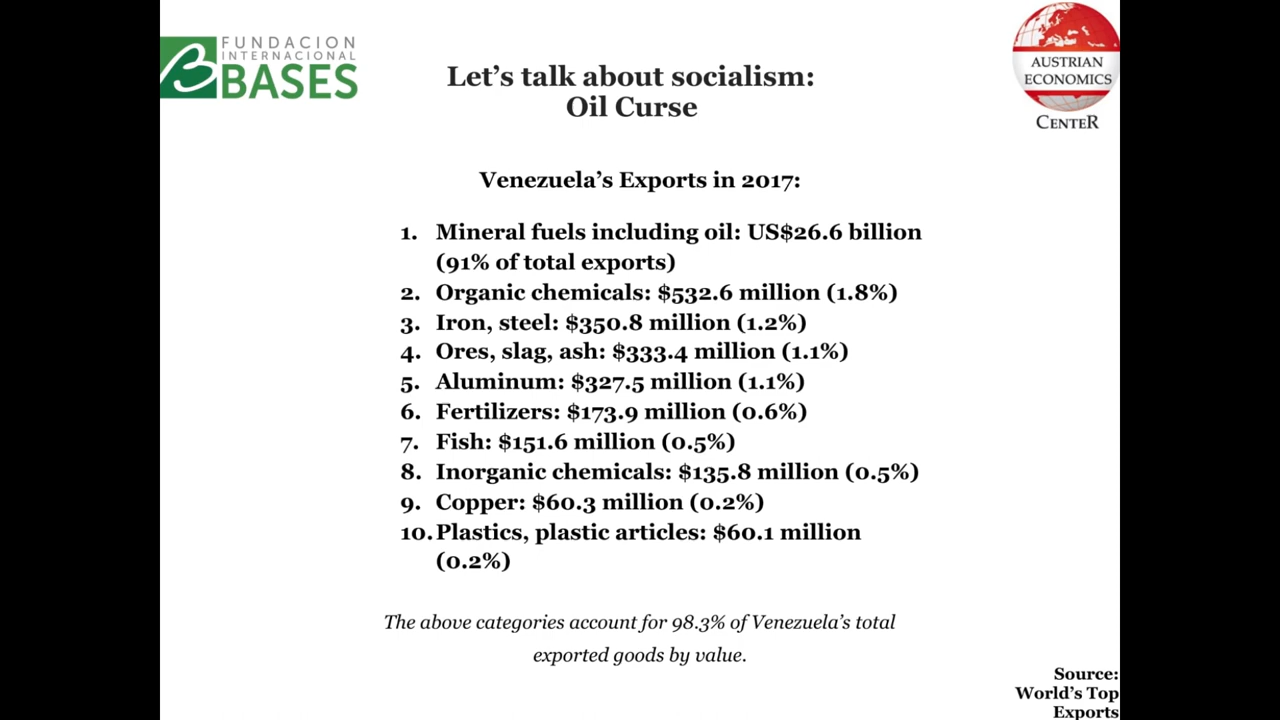 FUNDACION
INTERNACIONAL
BASES
Let’s talk about socialism:
Oil Curse
AUSTRIAN
ECONOMICS
CENTER
Venezuela’s Exports in 2017:
1. Mineral fuels including oil: US$26.6 billion
(91% of total exports)
2. Organic chemicals: $532.6 million (1.8%)
3. Iron, steel: $350.8 million (1.2%)
4. Ores, slag, ash: $333.4 million (1.1%)
5. Aluminum: $327.5 million (1.1%)
6. Fertilizers: $173.9 million (0.6%)
7. Fish: $151.6 million (0.5%)
8. Inorganic chemicals: $135.8 million (0.5%)
9. Copper: $60.3 million (0.2%)
10. Plastics, plastic articles: $60.1 million
(0.2%)
The above categories account for 98.3% of Venezuela’s total
exported goods by value.
Source:
World’s Top
Exports